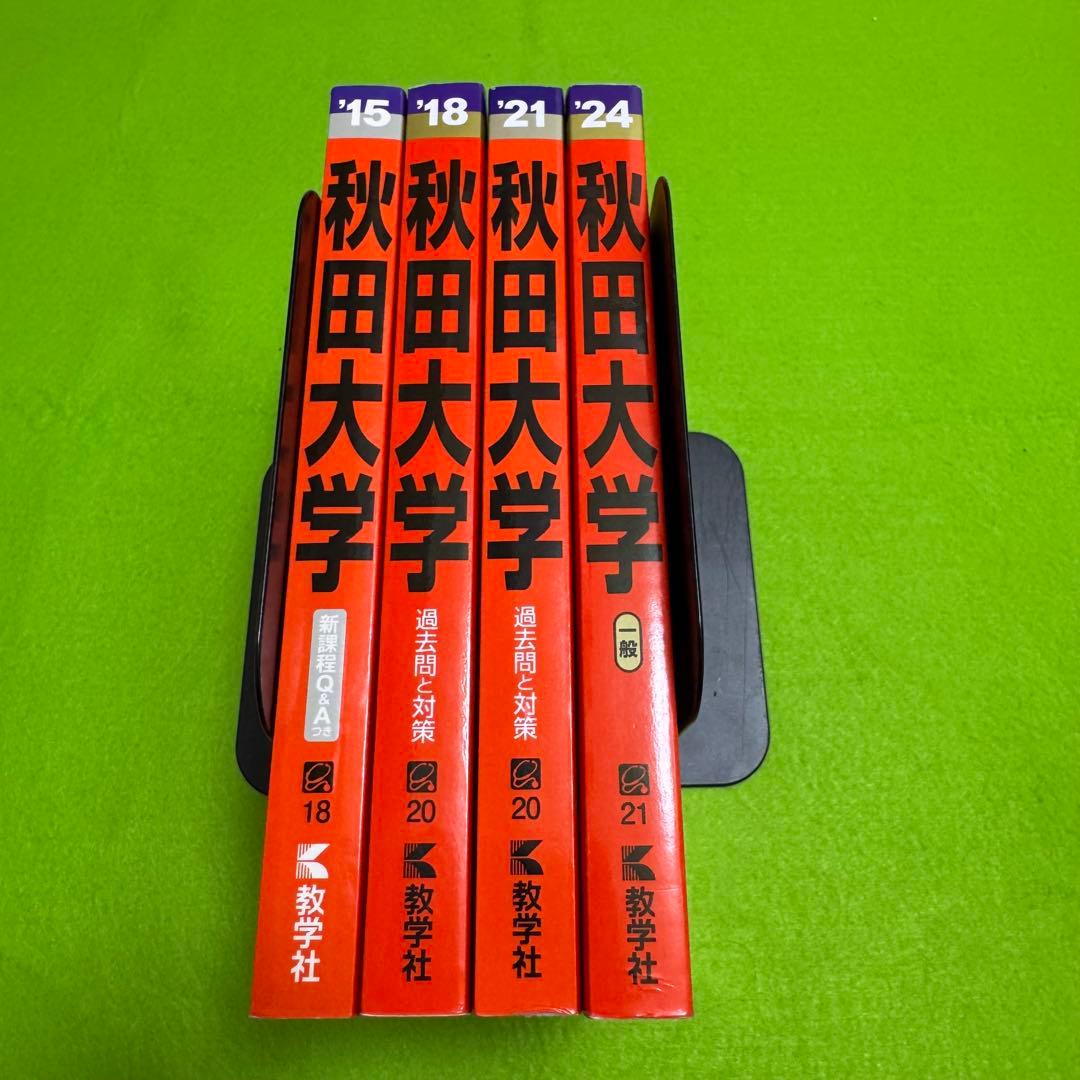 ’15
秋田大学
新課程Q&Aつき
18
教学社
’18
秋田大学
過去問と対策
20
教学社
’21
秋田大学
過去問と対策
20
教学社
’24
秋田大学
一般
21
教学社